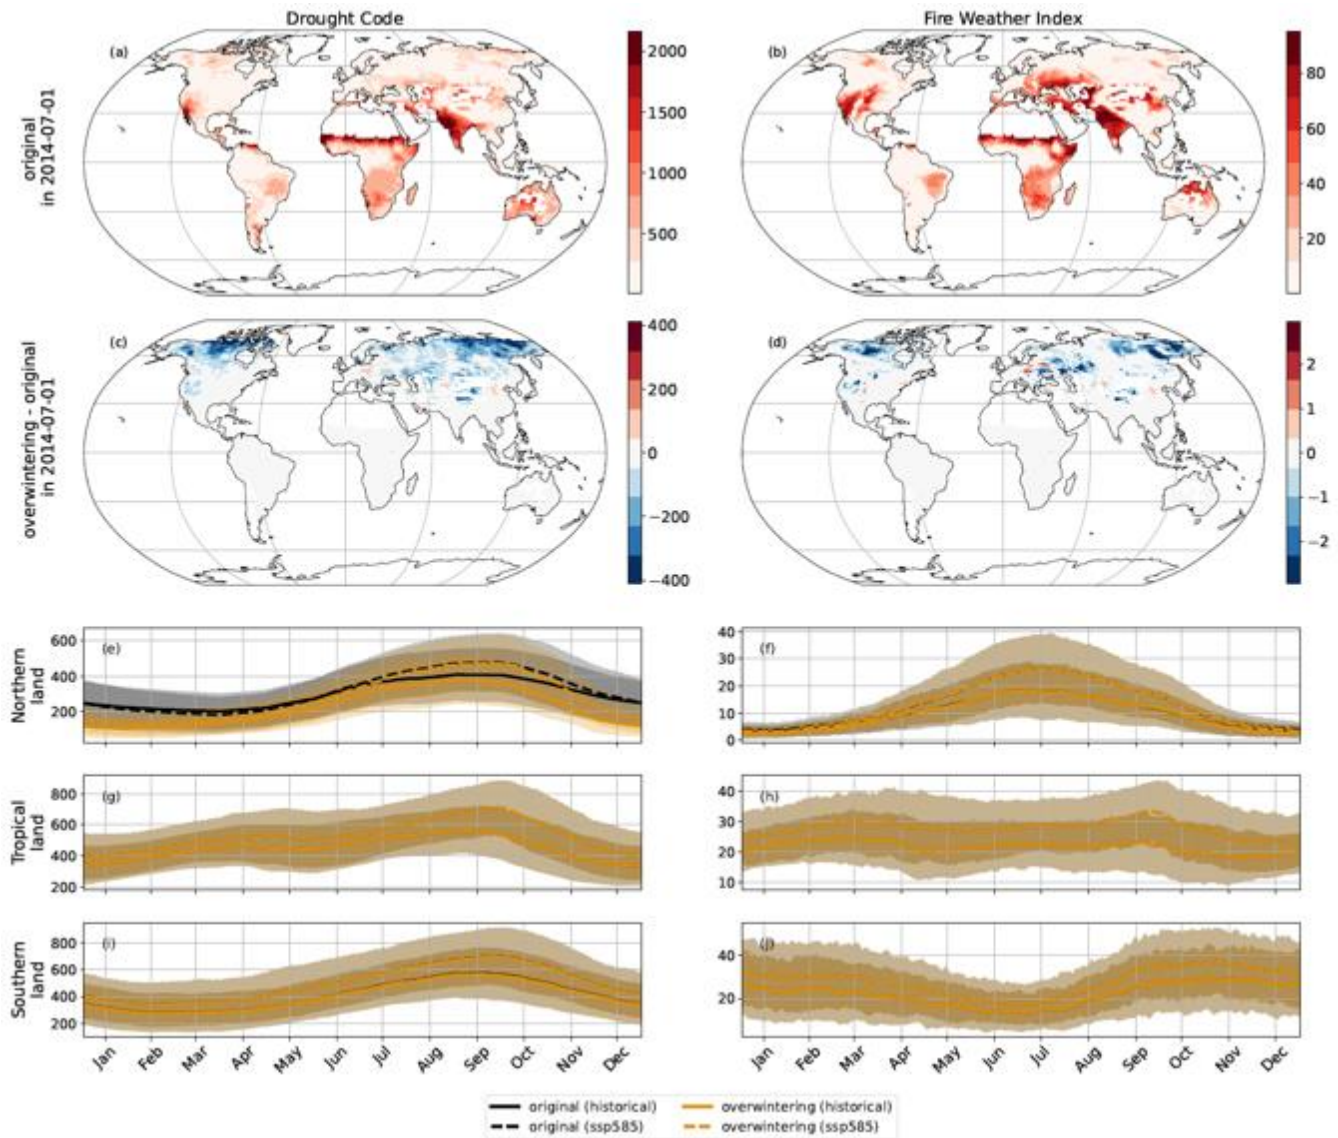 Drought Code
Fire Weather Index
original
in 2014-07-01
(a)
2000
1500
1000
500
(b)
80
60
40
20
overwintering - original
in 2014-07-01
(c)
400
200
0
−200
−400
(d)
2
1
0
−1
−2
Northern
land
600
400
200
(e)
40
30
20
10
0
(f)
Tropical
land
800
600
400
200
(g)
40
30
20
10
(h)
Southern
land
800
600
400
200
(i)
40
20
(j)
Jan Feb Mar Apr May Jun Jul Aug Sep Oct Nov Dec
Jan Feb Mar Apr May Jun Jul Aug Sep Oct Nov Dec
original (historical) overwintering (historical)
original (ssp585) overwintering (ssp585)